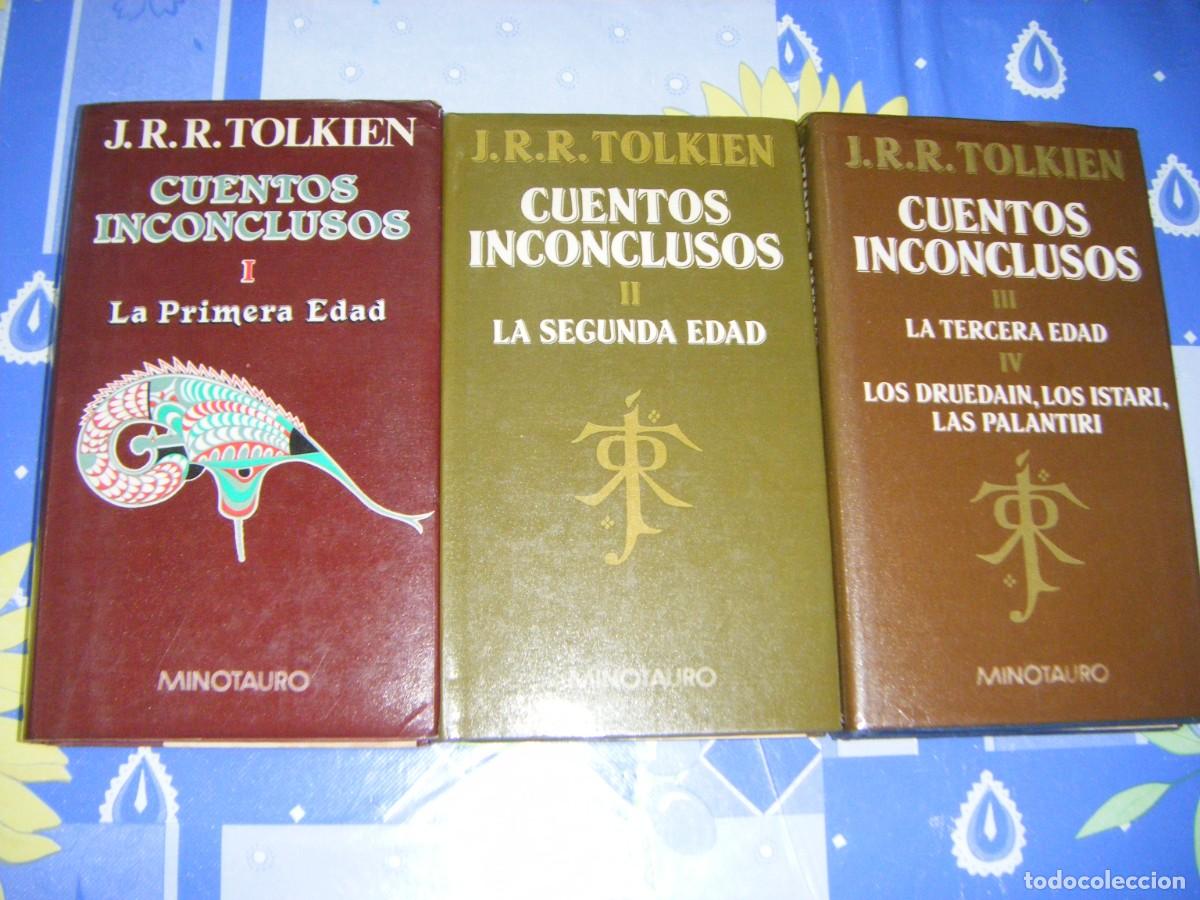 J.R.R. TOLKIEN
CUENTOS
INCONCLUSOS
I
La Primera Edad
MINOTAURO
J.R.R. TOLKIEN
CUENTOS
INCONCLUSOS
II
LA SEGUNDA EDAD
MINOTAURO
J.R.R. TOLKIEN
CUENTOS
INCONCLUSOS
III
LA TERCERA EDAD
IV
LOS DRUEDAIN, LOS ISTARI,
LAS PALANTIRI
MINOTAURO
todocoleccion